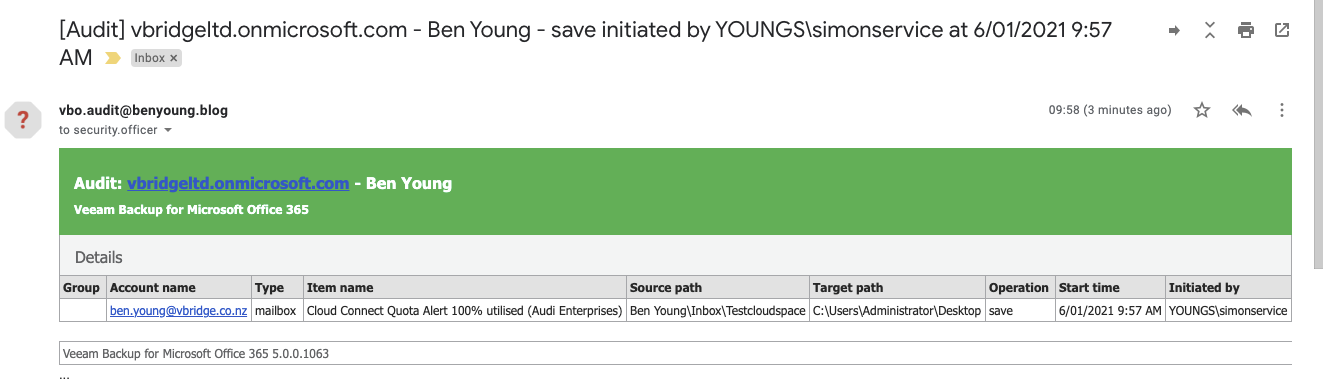 [Audit] vbridgeltd.onmicrosoft.com - Ben Young - save initiated by YOUNGS\simonservice at 6/01/2021 9:57
AM Inbox ×
?
vbo.audit@benyoung.blog 09:58 (3 minutes ago)
to security.officer
Audit: vbridgeltd.onmicrosoft.com - Ben Young
Veeam Backup for Microsoft Office 365
Details
Group Account name Type Item name Source path Target path Operation Start time Initiated by
ben.young@vbridge.co.nz mailbox Cloud Connect Quota Alert 100% utilised (Audi Enterprises) Ben Young\Inbox\Testcloudspace C:\Users\Administrator\Desktop save 6/01/2021 9:57 AM YOUNGS\simonservice
Veeam Backup for Microsoft Office 365 5.0.0.1063
...